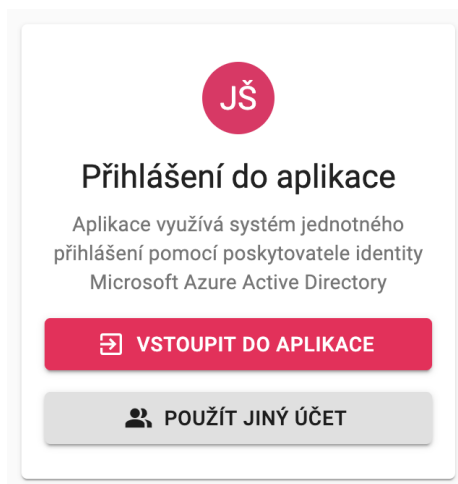 JŠ
Přihlášení do aplikace
Aplikace využívá systém jednotného
přihlášení pomocí poskytovatele identity
Microsoft Azure Active Directory
VSTOUPIT DO APLIKACE
POUŽÍT JINÝ ÚČET